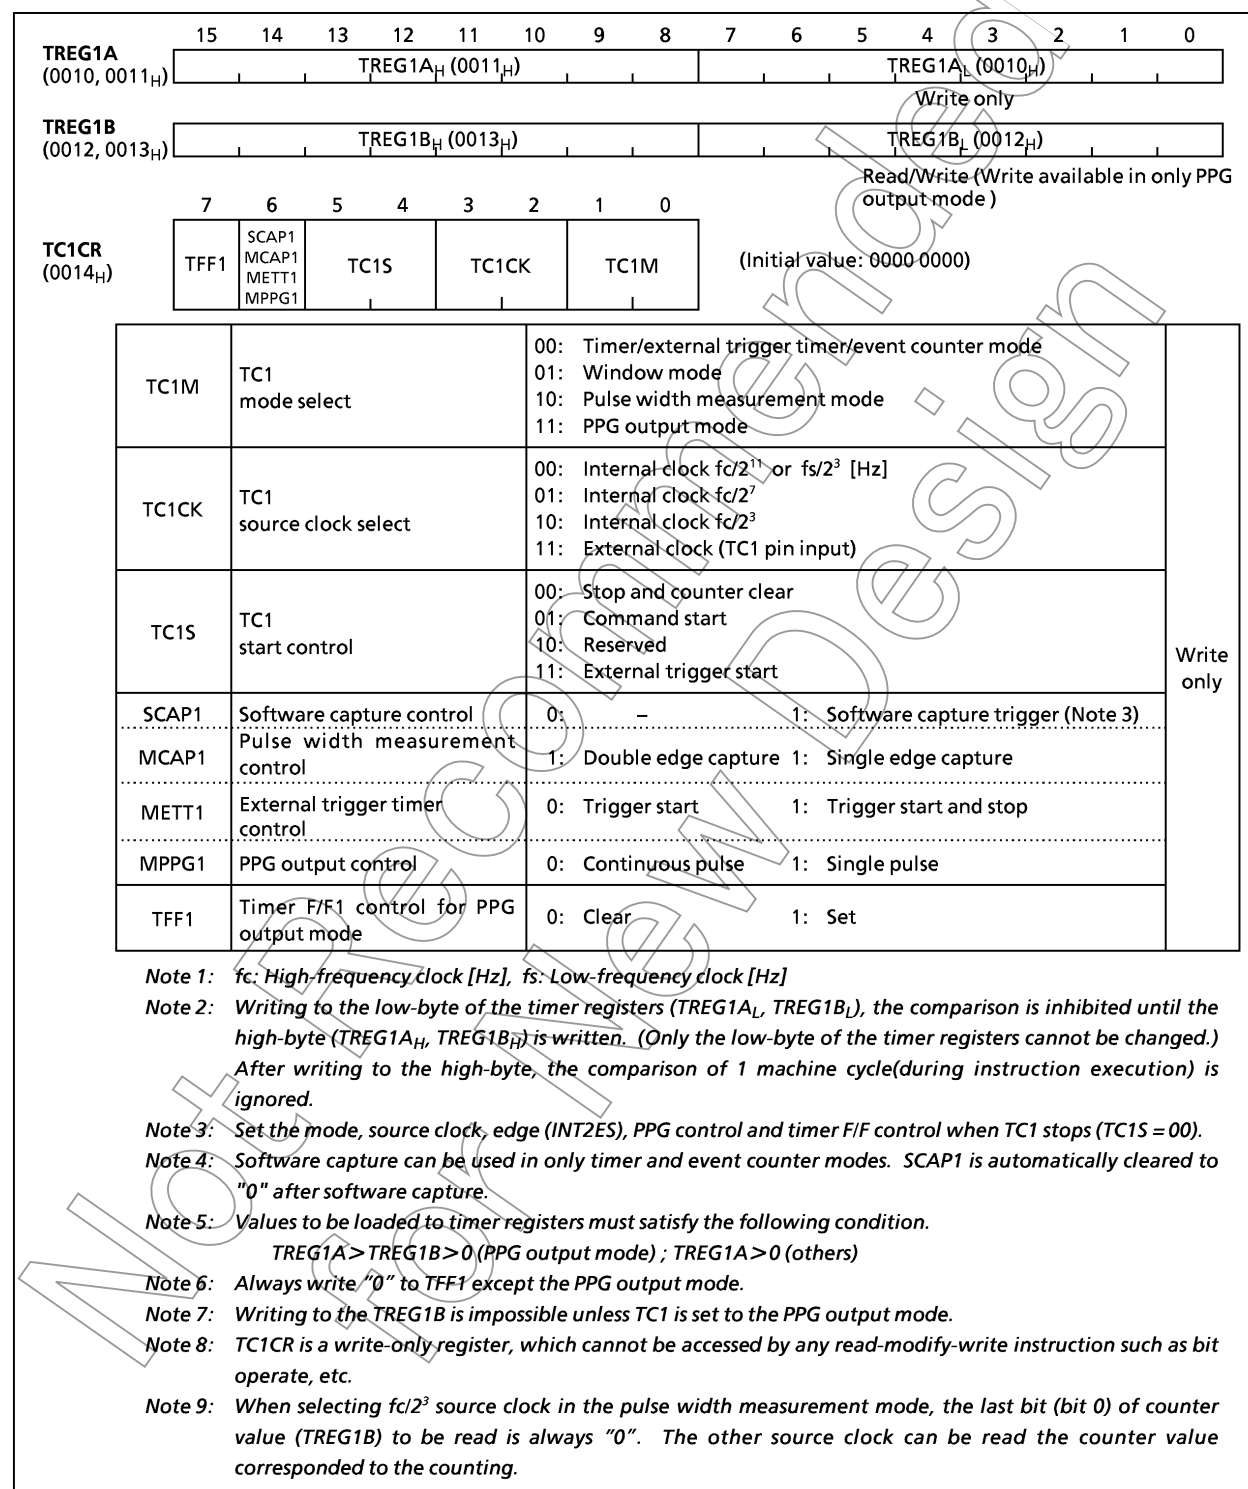 15 14 13 12 11 10 9 8 7 6 5 4 3 2 1 0
TREG1A
(0010, 0011H)
TREG1AH (0011H) TREG1AL (0010H)
Write only
TREG1B
(0012, 0013H)
TREG1BH (0013H) TREG1BL (0012H)
Read/Write (Write available in only PPG
output mode )
7 6 5 4 3 2 1 0
TC1CR
(0014H)
TFF1
SCAP1
MCAP1
METT1
MPPG1
TC1S TC1CK TC1M
(Initial value: 0000 0000)
TC1M
TC1
mode select
00: Timer/external trigger timer/event counter mode
01: Window mode
10: Pulse width measurement mode
11: PPG output mode
TC1CK
TC1
source clock select
00: Internal clock fc/2¹¹ or fs/2³ [Hz]
01: Internal clock fc/2⁷
10: Internal clock fc/2³
11: External clock (TC1 pin input)
TC1S
TC1
start control
00: Stop and counter clear
01: Command start
10: Reserved
11: External trigger start
Write
only
SCAP1 Software capture control 0: – 1: Software capture trigger (Note 3)
MCAP1 Pulse width measurement
control
1: Double edge capture 1: Single edge capture
METT1 External trigger timer
control
0: Trigger start 1: Trigger start and stop
MPPG1 PPG output control 0: Continuous pulse 1: Single pulse
TFF1 Timer F/F1 control for PPG
output mode
0: Clear 1: Set
Note 1: fc: High-frequency clock [Hz], fs: Low-frequency clock [Hz]
Note 2: Writing to the low-byte of the timer registers (TREG1AL, TREG1BL), the comparison is inhibited until the
high-byte (TREG1AH, TREG1BH) is written. (Only the low-byte of the timer registers cannot be changed.)
After writing to the high-byte, the comparison of 1 machine cycle(during instruction execution) is
ignored.
Note 3: Set the mode, source clock, edge (INT2ES), PPG control and timer F/F control when TC1 stops (TC1S = 00).
Note 4: Software capture can be used in only timer and event counter modes. SCAP1 is automatically cleared to
"0" after software capture.
Note 5: Values to be loaded to timer registers must satisfy the following condition.
TREG1A > TREG1B > 0 (PPG output mode) ; TREG1A > 0 (others)
Note 6: Always write "0" to TFF1 except the PPG output mode.
Note 7: Writing to the TREG1B is impossible unless TC1 is set to the PPG output mode.
Note 8: TC1CR is a write-only register, which cannot be accessed by any read-modify-write instruction such as bit
operate, etc.
Note 9: When selecting fc/2³ source clock in the pulse width measurement mode, the last bit (bit 0) of counter
value (TREG1B) to be read is always "0". The other source clock can be read the counter value
corresponded to the counting.
Not Recommended
for New Design